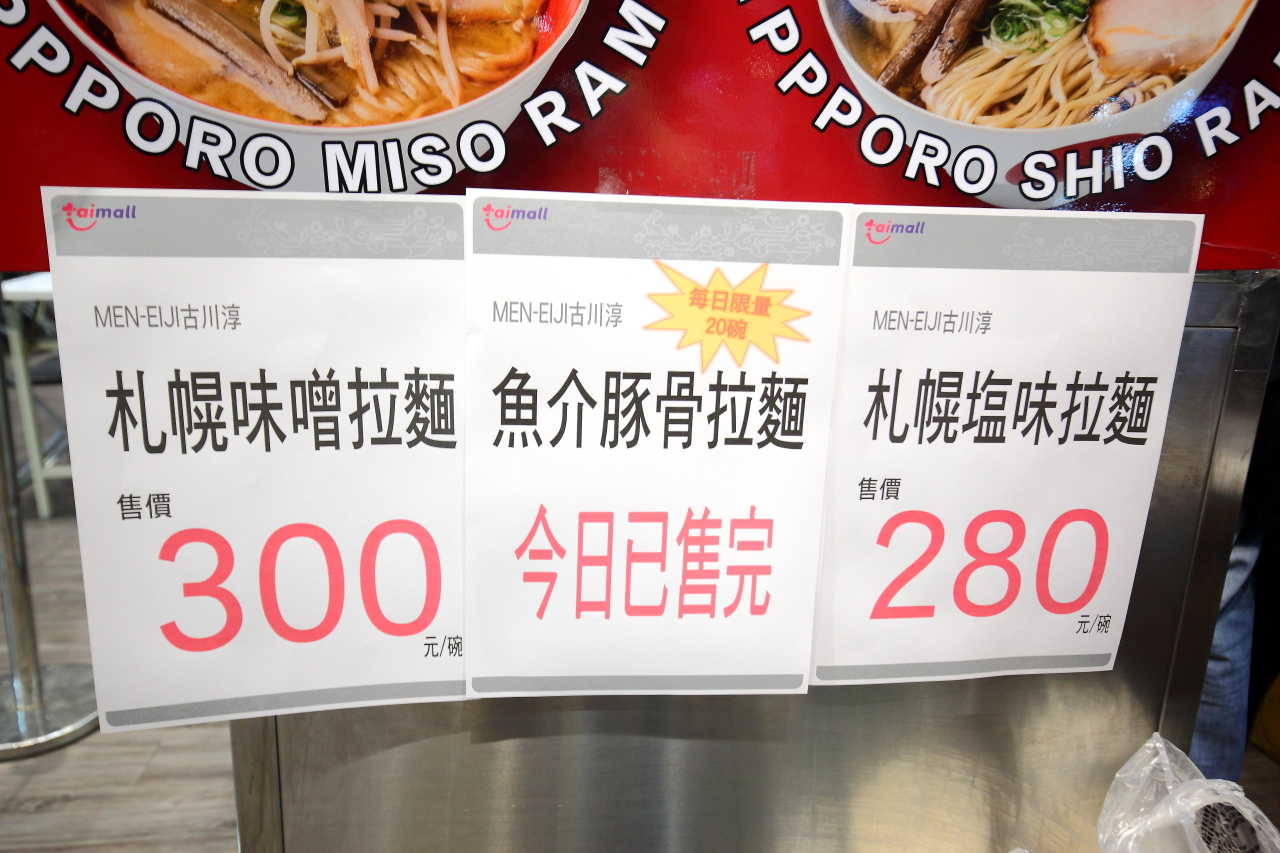 PPORO MISO RAM
PPORO SHIO RA
taimall
MEN-EIJI古川淳
札幌味噌拉麵
售價
300
元/碗
taimall
MEN-EIJI古川淳
每日限量
20碗
魚介豚骨拉麵
今日已售完
taimall
MEN-EIJI古川淳
札幌塩味拉麵
售價
280
元/碗